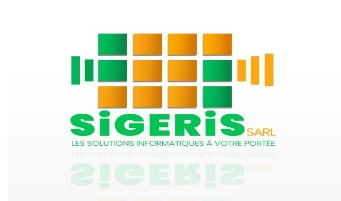 SiGERiS SARL
LES SOLUTIONS INFORMATIQUES À VOTRE PORTÉE